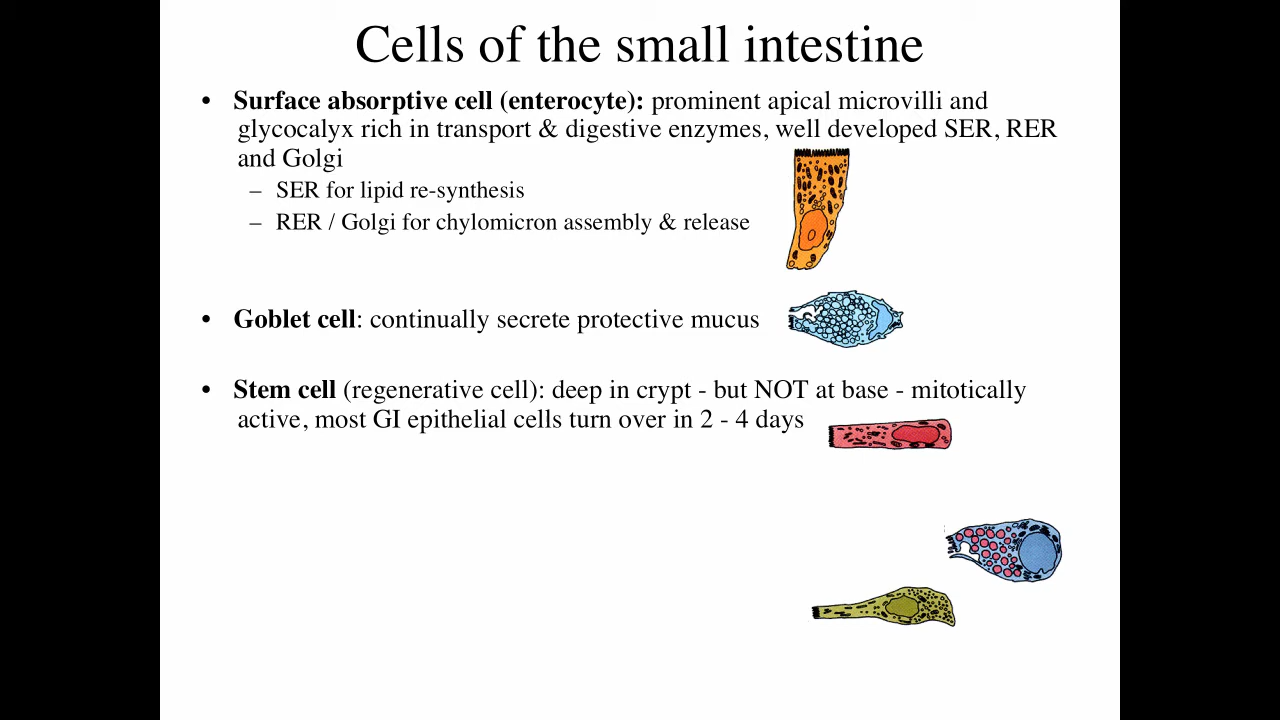 Cells of the small intestine
• Surface absorptive cell (enterocyte): prominent apical microvilli and
glycocalyx rich in transport & digestive enzymes, well developed SER, RER
and Golgi
– SER for lipid re-synthesis
– RER / Golgi for chylomicron assembly & release
• Goblet cell: continually secrete protective mucus
• Stem cell (regenerative cell): deep in crypt - but NOT at base - mitotically
active, most GI epithelial cells turn over in 2 - 4 days